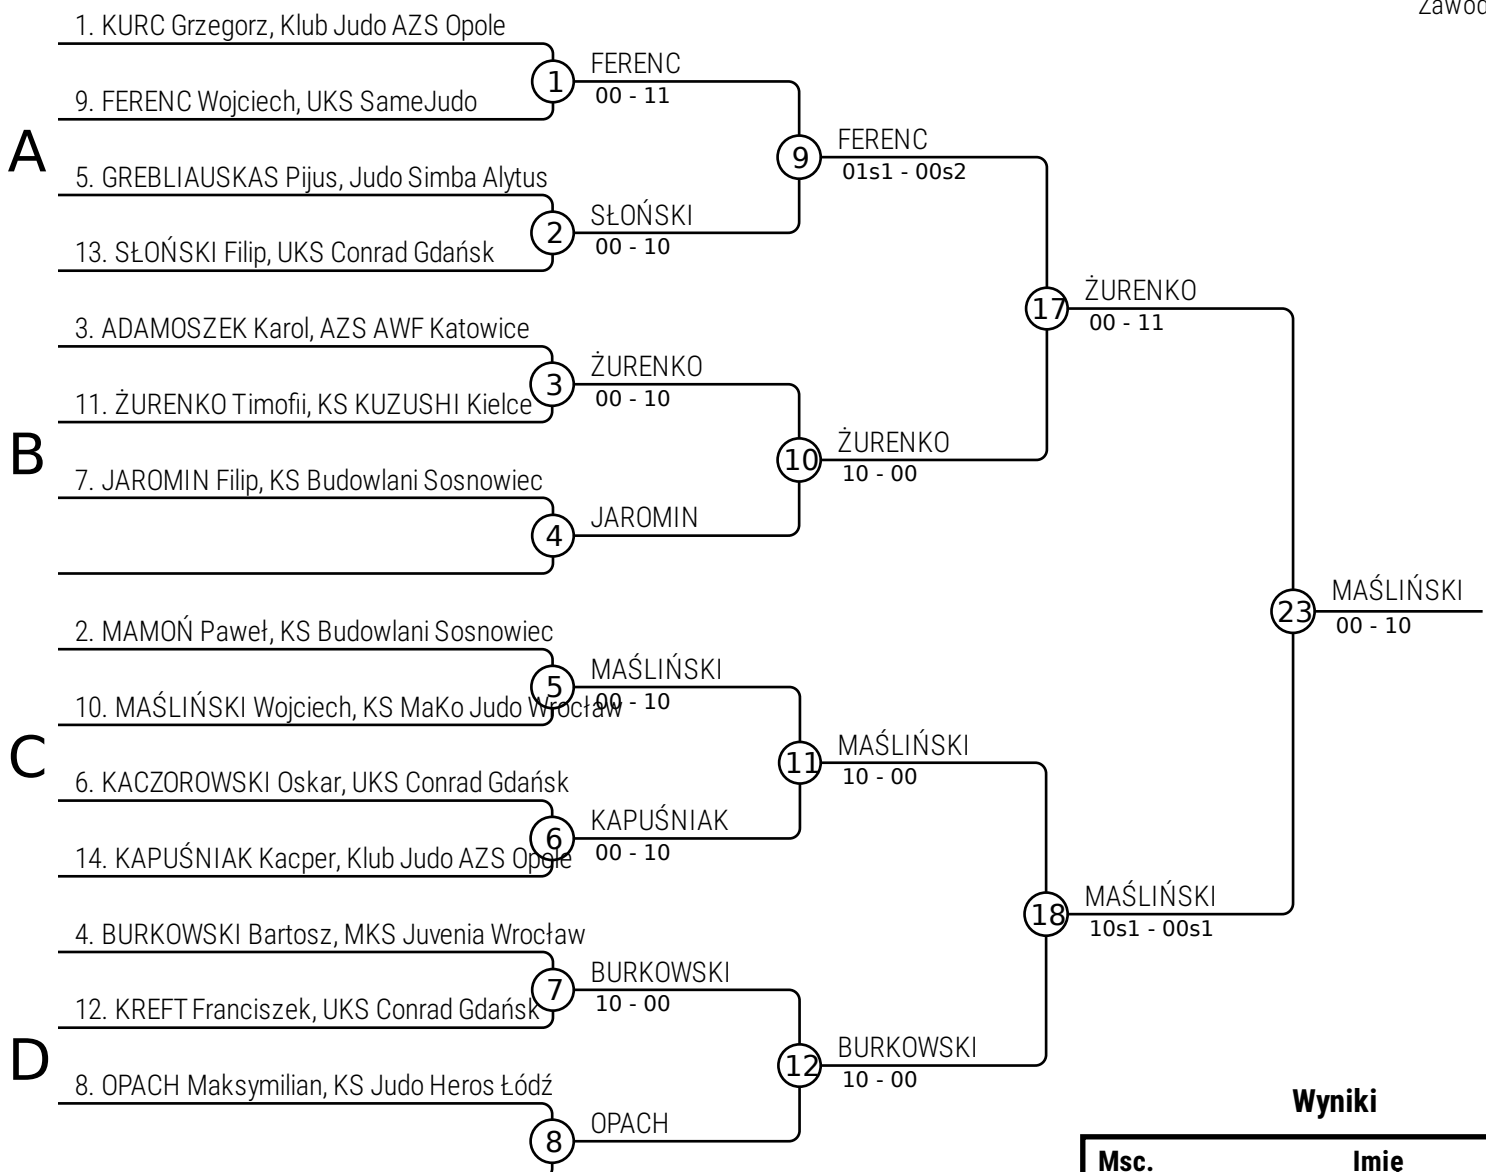 Zawod
1. KURC Grzegorz, Klub Judo AZS Opole
1
FERENC
00 - 11
9. FERENC Wojciech, UKS SameJudo
A
9
FERENC
01s1 - 00s2
5. GREBLIAUSKAS Pijus, Judo Simba Alytus
2
SŁOŃSKI
00 - 10
13. SŁOŃSKI Filip, UKS Conrad Gdańsk
17
ŻURENKO
00 - 11
3. ADAMOSZEK Karol, AZS AWF Katowice
3
ŻURENKO
00 - 10
11. ŻURENKO Timofii, KS KUZUSHI Kielce
B
10
ŻURENKO
10 - 00
7. JAROMIN Filip, KS Budowlani Sosnowiec
4
JAROMIN
23
MAŚLIŃSKI
00 - 10
2. MAMOŃ Paweł, KS Budowlani Sosnowiec
5
MAŚLIŃSKI
00 - 10
10. MAŚLIŃSKI Wojciech, KS MaKo Judo Wrocław
C
11
MAŚLIŃSKI
10 - 00
6. KACZOROWSKI Oskar, UKS Conrad Gdańsk
6
KAPUŚNIAK
00 - 10
14. KAPUŚNIAK Kacper, Klub Judo AZS Opole
18
MAŚLIŃSKI
10s1 - 00s1
4. BURKOWSKI Bartosz, MKS Juvenia Wrocław
7
BURKOWSKI
10 - 00
12. KREFT Franciszek, UKS Conrad Gdańsk
D
12
BURKOWSKI
10 - 00
8. OPACH Maksymilian, KS Judo Heros Łódź
8
OPACH
Wyniki
Msc. Imię